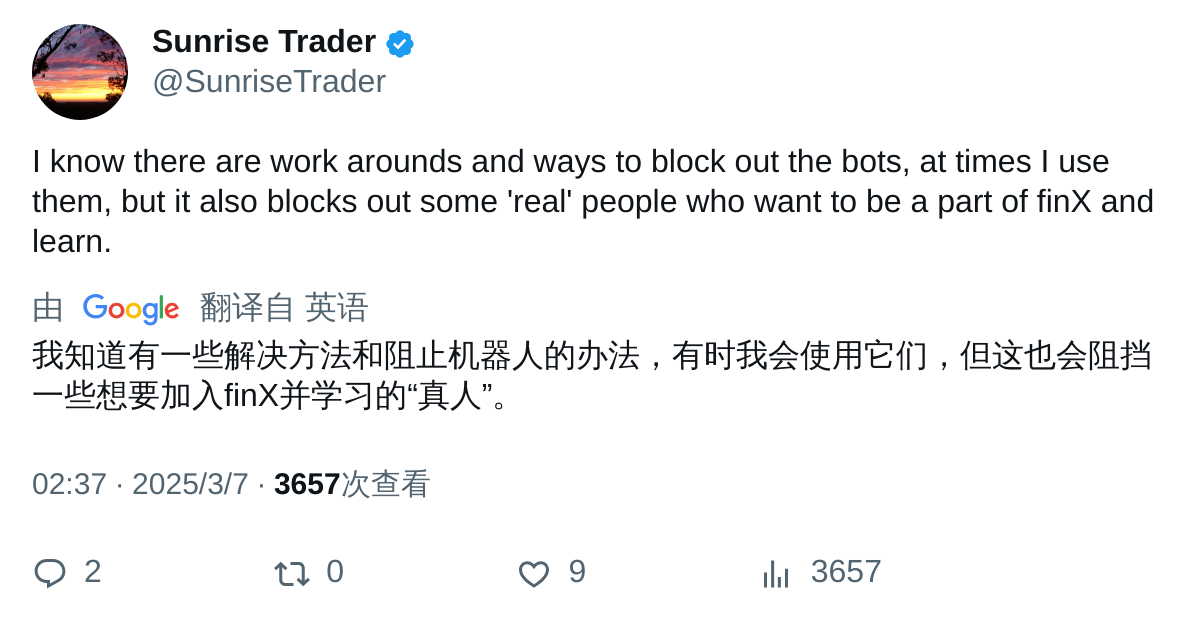 Sunrise Trader
@SunriseTrader
I know there are work arounds and ways to block out the bots, at times I use
them, but it also blocks out some 'real' people who want to be a part of finX and
learn.
由 Google 翻译自 英语
我知道有一些解决方法和阻止机器人的办法，有时我会使用它们，但这也会阻挡
一些想要加入finX并学习的“真人”。
02:37 · 2025/3/7 · 3657次查看
2 0 9 3657